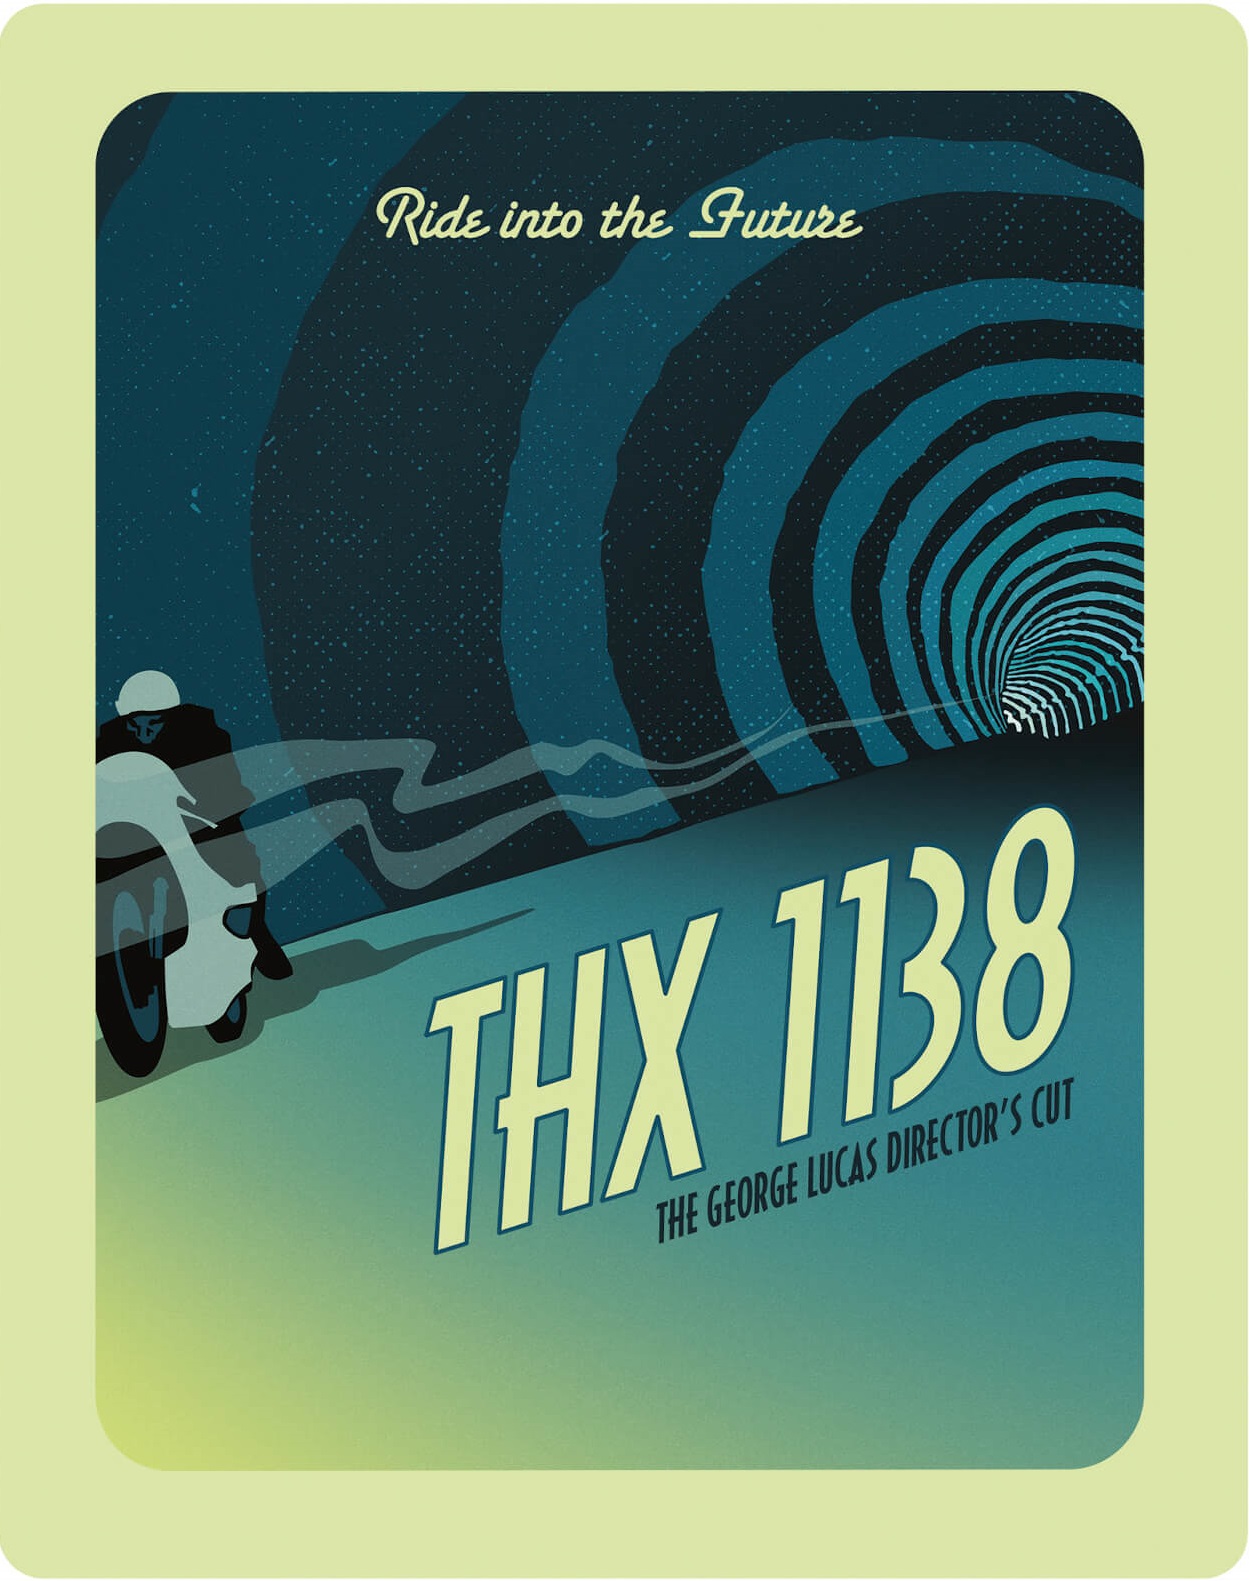 Ride into the Future
THX 1138
THE GEORGE LUCAS DIRECTOR'S CUT